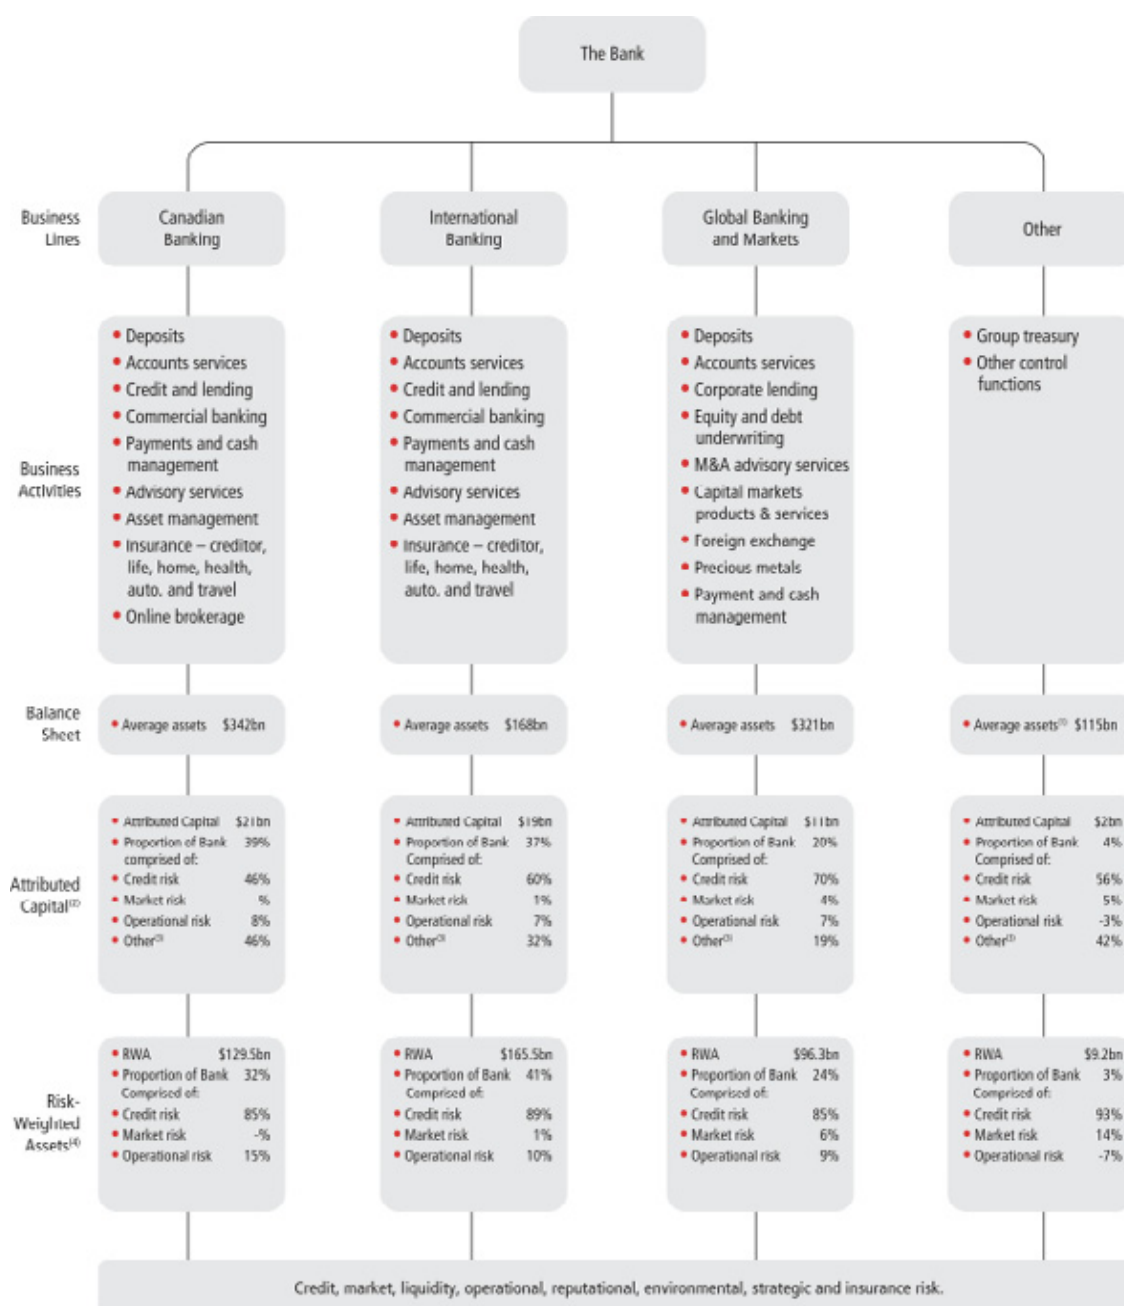 The Bank
Business
Lines
Canadian
Banking
International
Banking
Global Banking
and Markets
Other
Business
Activities
• Deposits
• Accounts services
• Credit and lending
• Commercial banking
• Payments and cash
management
• Advisory services
• Asset management
• Insurance – creditor,
life, home, health,
auto. and travel
• Online brokerage
• Deposits
• Accounts services
• Credit and lending
• Commercial banking
• Payments and cash
management
• Advisory services
• Asset management
• Insurance – creditor,
life, home, health,
auto. and travel
• Deposits
• Accounts services
• Corporate lending
• Equity and debt
underwriting
• M&A advisory services
• Capital markets
products & services
• Foreign exchange
• Precious metals
• Payment and cash
management
• Group treasury
• Other control
functions
Balance
Sheet
• Average assets $342bn
• Average assets $168bn
• Average assets $321bn
• Average assets(1) $115bn
Attributed
Capital(2)
• Attributed Capital $21bn
• Proportion of Bank 39%
comprised of:
• Credit risk 46%
• Market risk %
• Operational risk 8%
• Other(3) 46%
• Attributed Capital $19bn
• Proportion of Bank 37%
Comprised of:
• Credit risk 60%
• Market risk 1%
• Operational risk 7%
• Other(3) 32%
• Attributed Capital $11bn
• Proportion of Bank 20%
Comprised of:
• Credit risk 70%
• Market risk 4%
• Operational risk 7%
• Other(3) 19%
• Attributed Capital $2bn
• Proportion of Bank 4%
Comprised of:
• Credit risk 56%
• Market risk 5%
• Operational risk -3%
• Other(3) 42%
Risk-
Weighted
Assets(4)
• RWA $129.5bn
• Proportion of Bank 32%
Comprised of:
• Credit risk 85%
• Market risk -%
• Operational risk 15%
• RWA $165.5bn
• Proportion of Bank 41%
Comprised of:
• Credit risk 89%
• Market risk 1%
• Operational risk 10%
• RWA $96.3bn
• Proportion of Bank 24%
Comprised of:
• Credit risk 85%
• Market risk 6%
• Operational risk 9%
• RWA $9.2bn
• Proportion of Bank 3%
Comprised of:
• Credit risk 93%
• Market risk 14%
• Operational risk -7%
Credit, market, liquidity, operational, reputational, environmental, strategic and insurance risk.